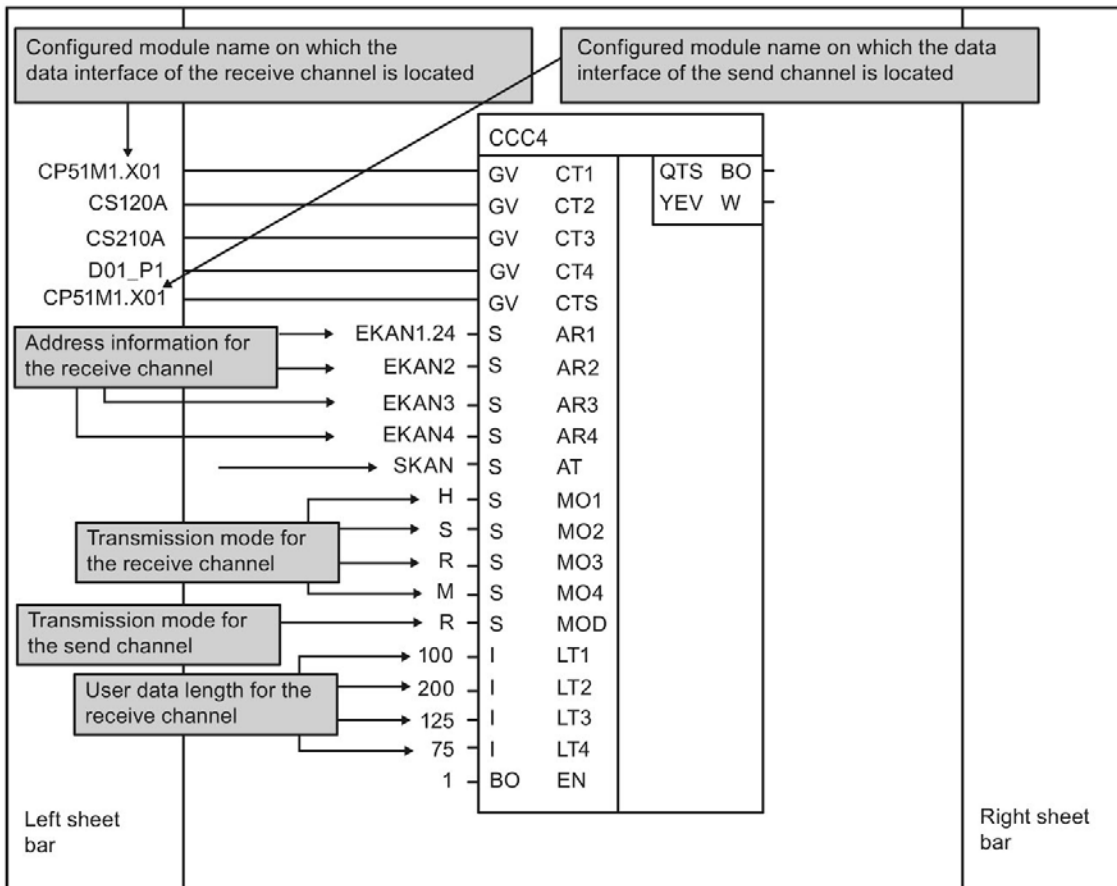 Configured module name on which the
data interface of the receive channel is located
Configured module name on which the data
interface of the send channel is located
CCC4
CP51M1.X01 GV CT1 QTS BO
CS120A GV CT2 YEV W
CS210A GV CT3
D01_P1 GV CT4
CP51M1.X01 GV CTS
Address information for
the receive channel
EKAN1.24 S AR1
EKAN2 S AR2
EKAN3 S AR3
EKAN4 S AR4
SKAN S AT
Transmission mode for
the receive channel
H S MO1
S S MO2
R S MO3
M S MO4
Transmission mode for
the send channel
R S MOD
User data length for the
receive channel
100 I LT1
200 I LT2
125 I LT3
75 I LT4
1 BO EN
Left sheet
bar
Right sheet
bar